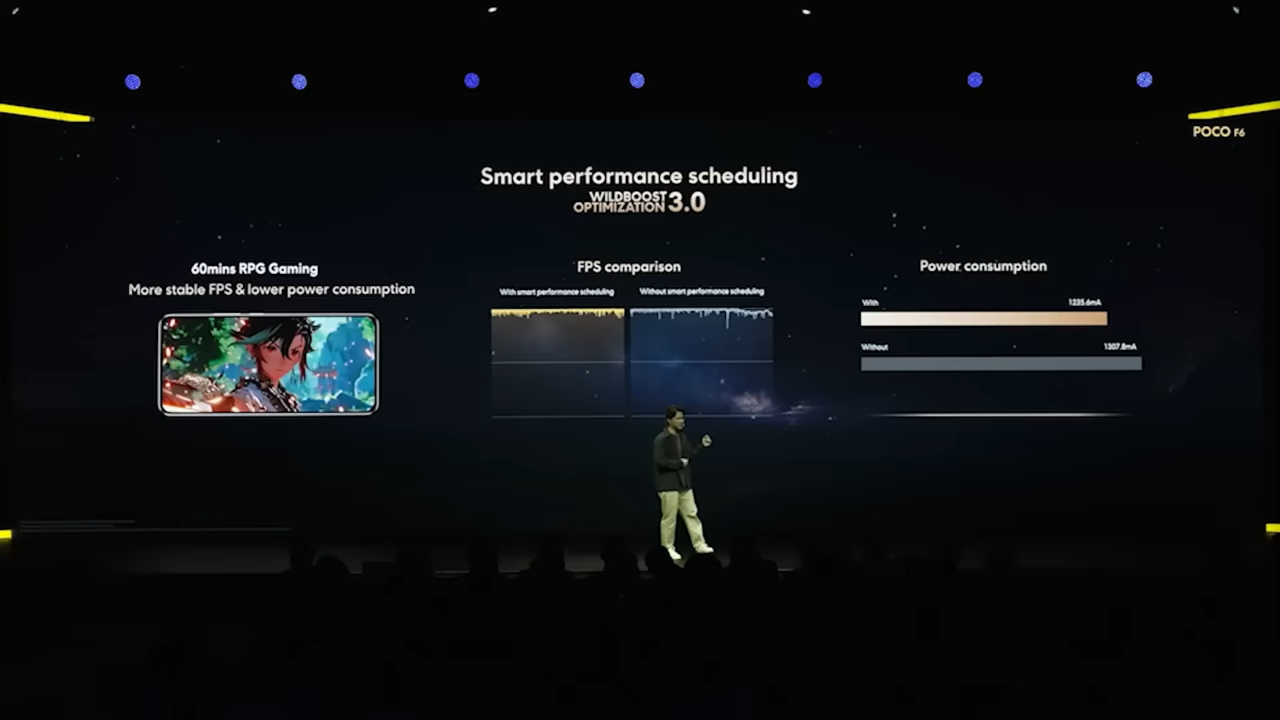 POCO F6
Smart performance scheduling
WILDBOOST
OPTIMIZATION 3.0
60mins RPG Gaming
More stable FPS & lower power consumption
FPS comparison
With smart performance scheduling
Without smart performance scheduling
Power consumption
With
1235.6mA
Without
1307.8mA